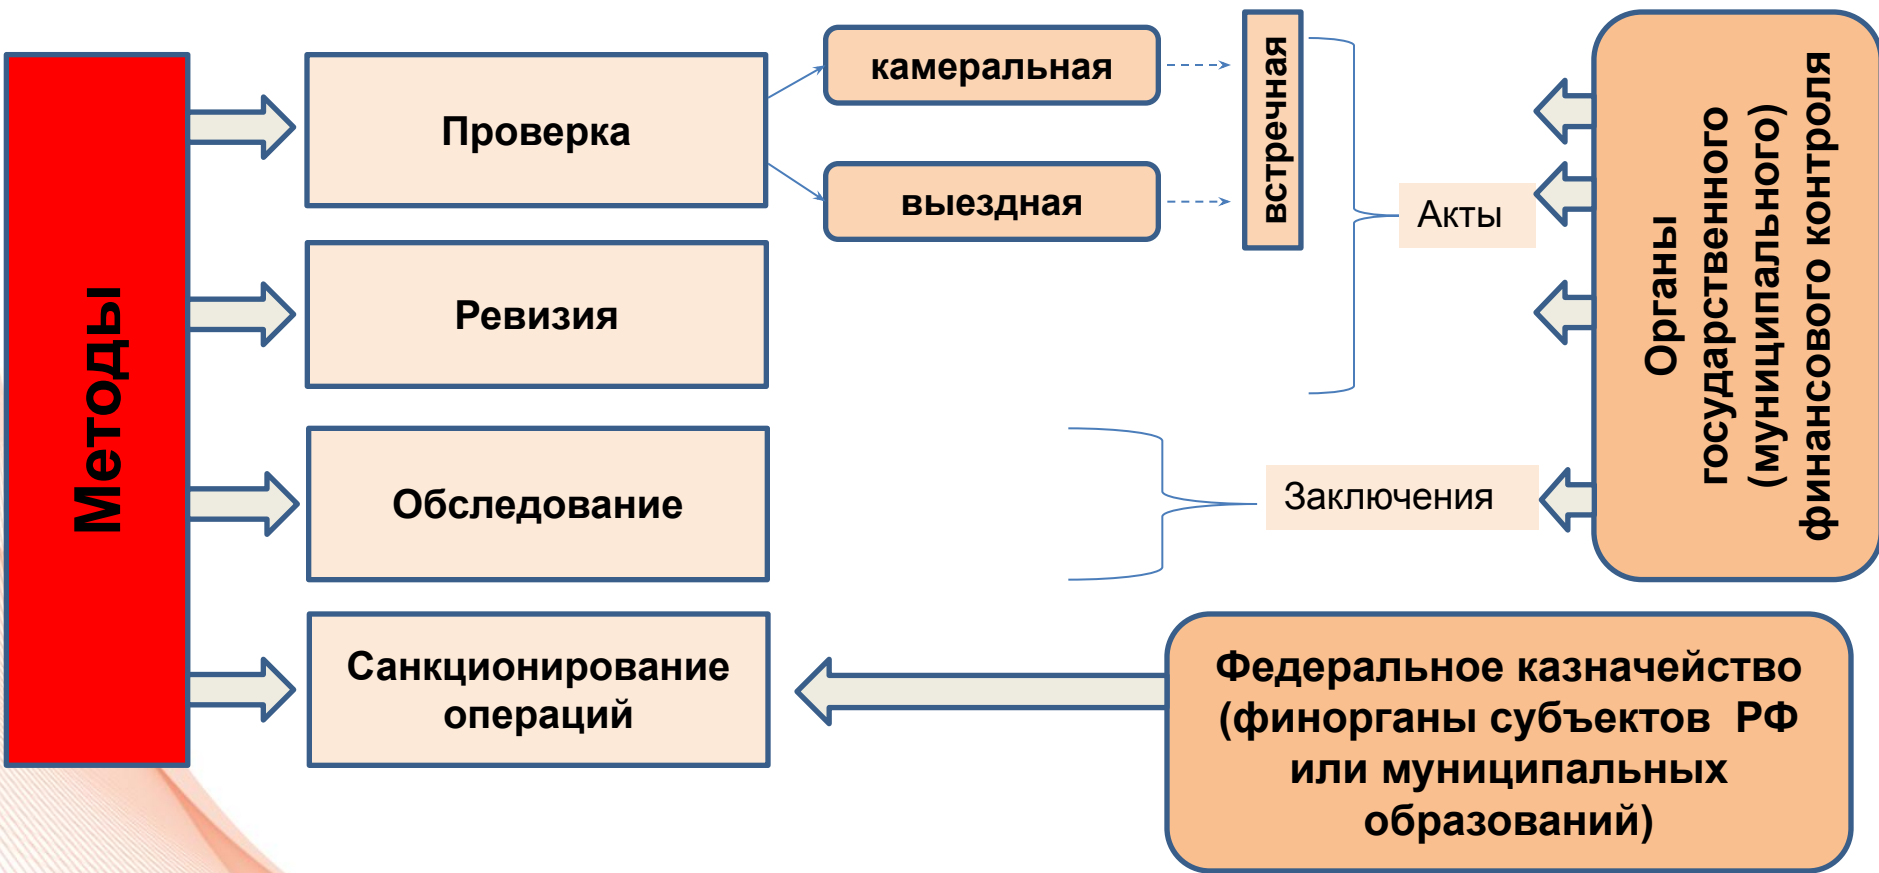 Методы
Проверка
камеральная
выездная
встречная
Акты
Ревизия
Обследование
Заключения
Органы
государственного
(муниципального)
финансового контроля
Санкционирование
операций
Федеральное казначейство
(финорганы субъектов РФ
или муниципальных
образований)